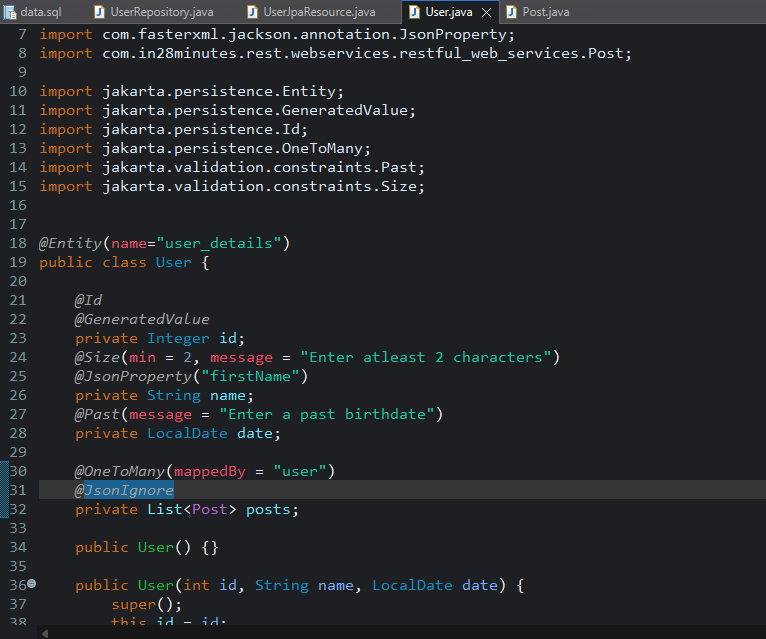 data.sql UserRepository.java UserJpaResource.java User.java Post.java
7 import com.fasterxml.jackson.annotation.JsonProperty;
8 import com.in28minutes.rest.webservices.restful_web_services.Post;
9
10 import jakarta.persistence.Entity;
11 import jakarta.persistence.GeneratedValue;
12 import jakarta.persistence.Id;
13 import jakarta.persistence.OneToMany;
14 import jakarta.validation.constraints.Past;
15 import jakarta.validation.constraints.Size;
16
17
18 @Entity(name="user_details")
19 public class User {
20
21 @Id
22 @GeneratedValue
23 private Integer id;
24 @Size(min = 2, message = "Enter atleast 2 characters")
25 @JsonProperty("firstName")
26 private String name;
27 @Past(message = "Enter a past birthdate")
28 private LocalDate date;
29
30 @OneToMany(mappedBy = "user")
31 @JsonIgnore
32 private List<Post> posts;
33
34 public User() {}
35
36 public User(int id, String name, LocalDate date) {
37 super();
38 this.id = id;